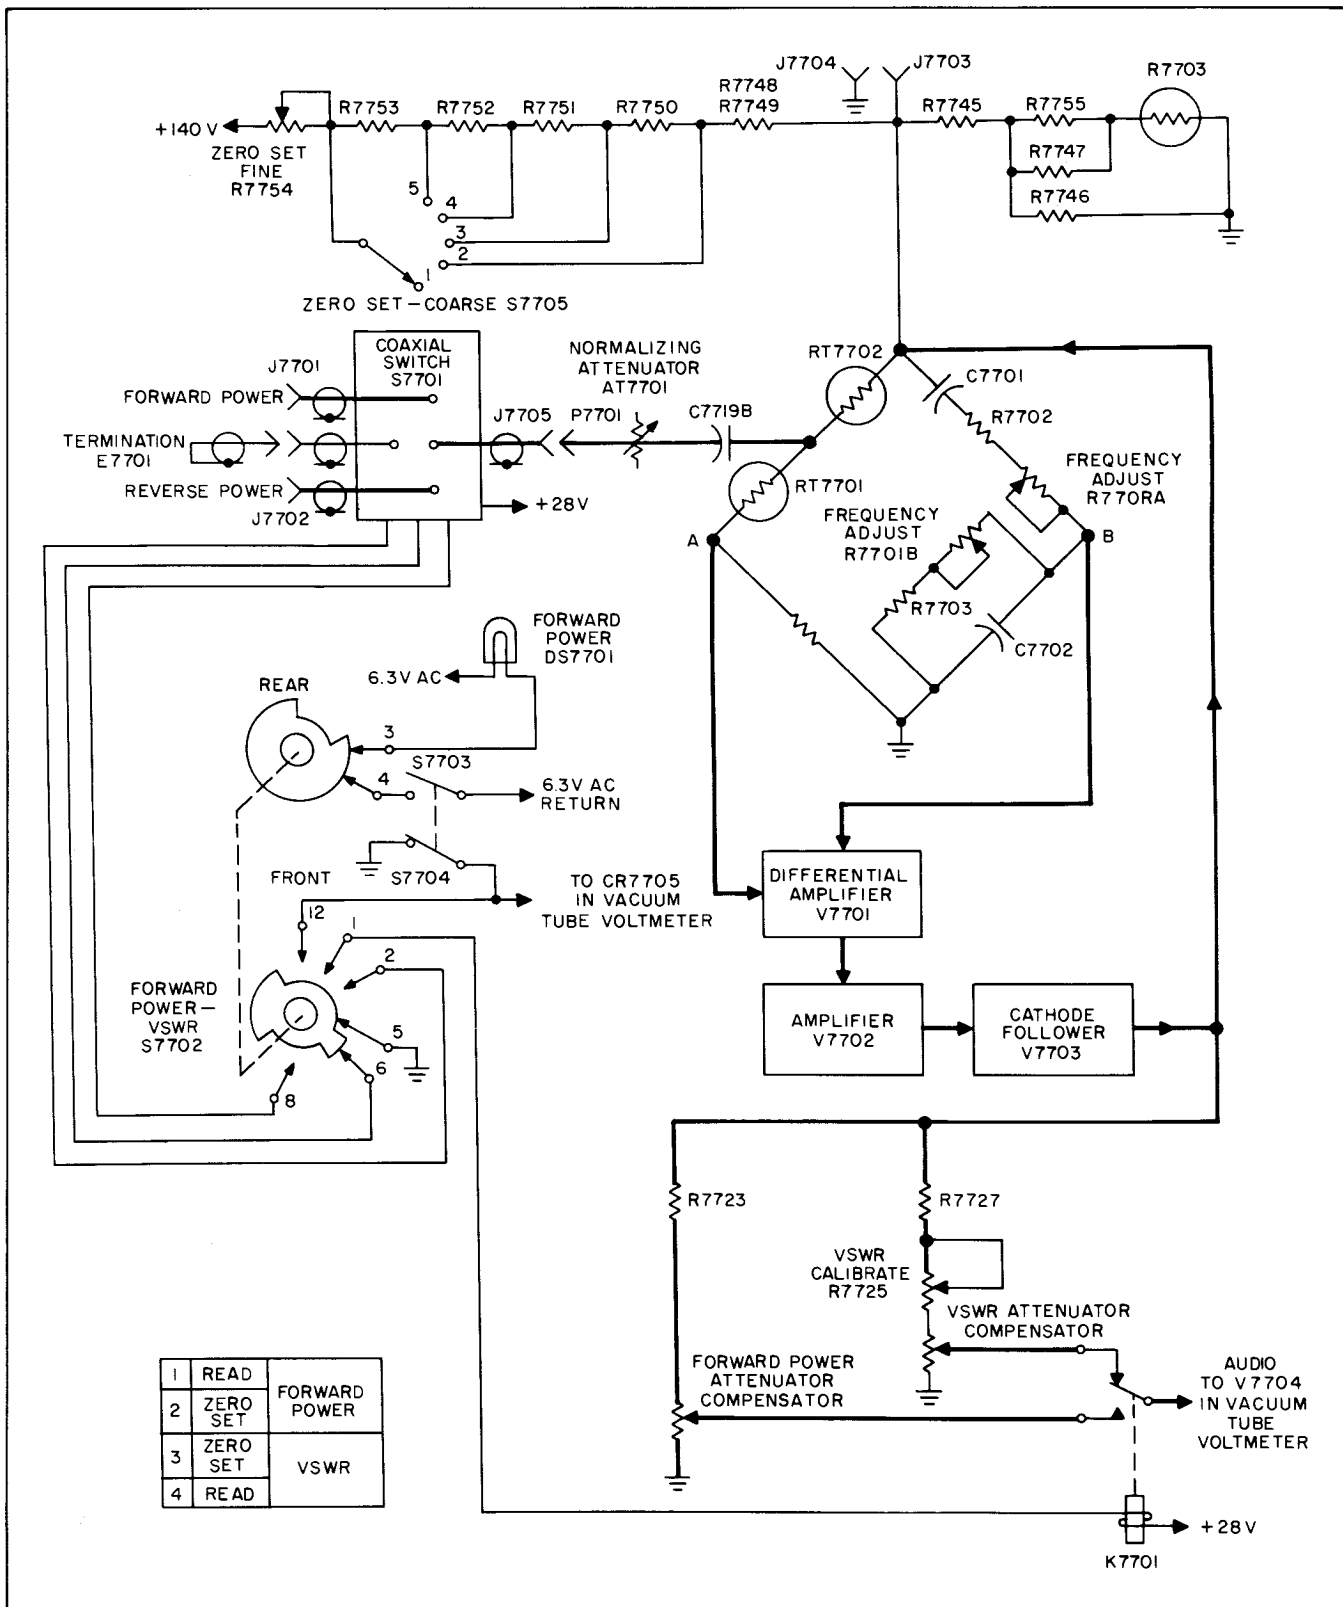 J7704
J7703
R7703
R7753
R7752
R7751
R7750
R7748
R7749
R7745
R7755
+140 V
R7747
ZERO SET
FINE
R7754
R7746
5
4
3
2
1
ZERO SET - COARSE S7705
COAXIAL
SWITCH
S7701
J7701
FORWARD POWER
TERMINATION
E7701
REVERSE POWER
J7702
+28V
J7705
P7701
NORMALIZING
ATTENUATOR
AT7701
C7719B
RT7702
RT7701
C7701
R7702
FREQUENCY
ADJUST
R7701B
FREQUENCY
ADJUST
R770RA
A
B
R7703
C7702
FORWARD
POWER
DS7701
6.3V AC
REAR
3
4
S7703
6.3V AC
RETURN
FRONT
S7704
TO CR7705
IN VACUUM
TUBE VOLTMETER
12
1
2
5
6
8
FORWARD
POWER—
VSWR
S7702
DIFFERENTIAL
AMPLIFIER
V7701
AMPLIFIER
V7702
CATHODE
FOLLOWER
V7703
R7723
R7727
VSWR
CALIBRATE
R7725
VSWR ATTENUATOR
COMPENSATOR
FORWARD POWER
ATTENUATOR
COMPENSATOR
AUDIO
TO V7704
IN VACUUM
TUBE
VOLTMETER
+28V
K7701
1 READ
2 ZERO SET
FORWARD
POWER
3 ZERO SET
4 READ
VSWR